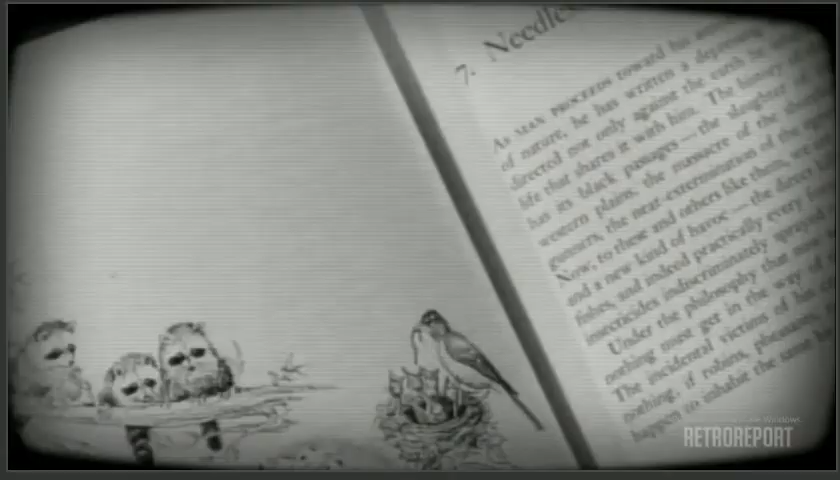 7. Needles
As MAN PROCEEDS toward his
of nature, he has written a depressing
directed not only against the earth he
life that shares it with him. The history of
has its black passages—the slaughter of
western plains, the massacre of the
gunners, the near-extermination of the
Now, to these and others like them, we
and a new kind of havoc—the direct
fishes, and indeed practically every
insecticides indiscriminately sprayed
Under the philosophy that
nothing must get in the way of
The incidental victims of his
nothing; if robins, pheasants,
happen to inhabit the same
RETROREPORT